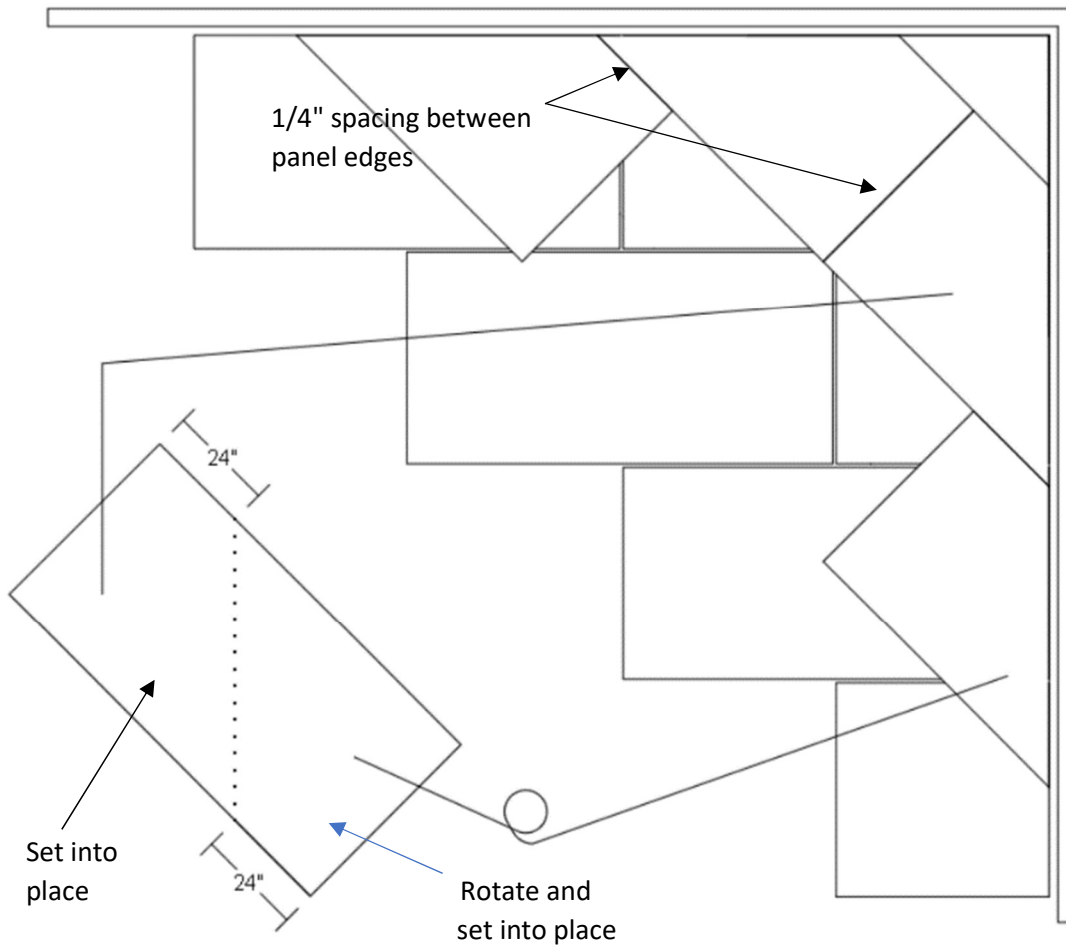 1/4" spacing between
panel edges
24"
Set into
place
24"
Rotate and
set into place